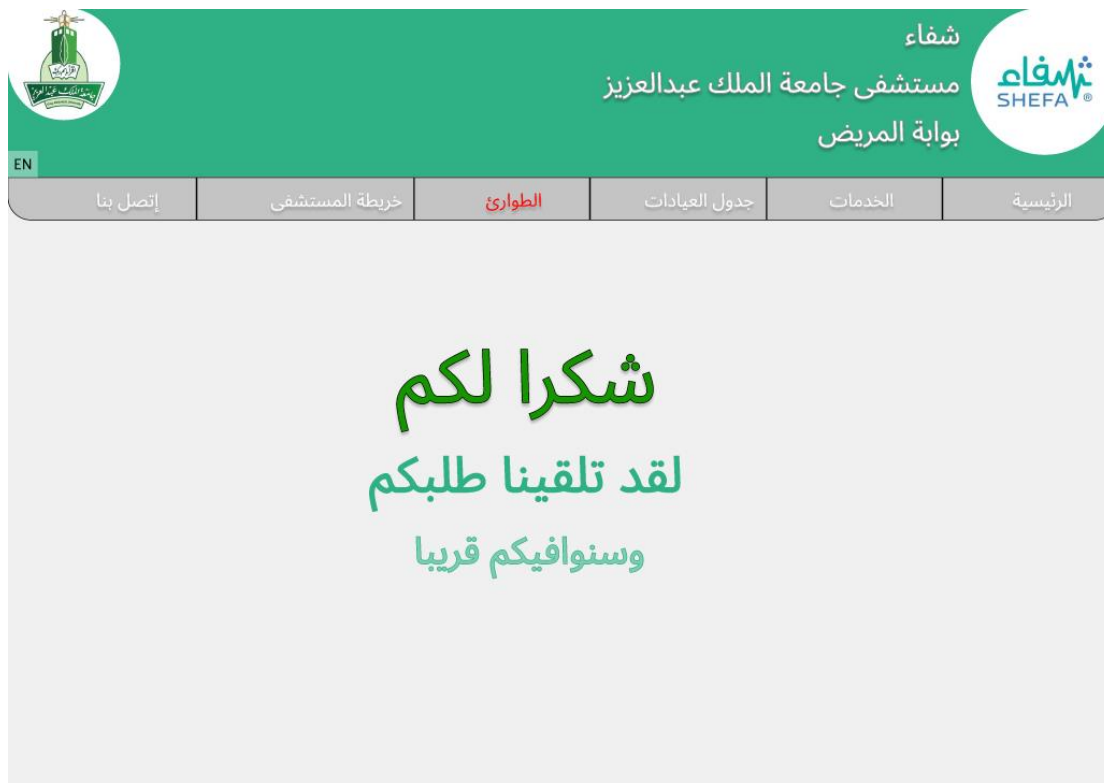 شفاء
مستشفى جامعة الملك عبدالعزيز
بوابة المريض
شفاء
SHEFA ®
EN
الرئيسية
الخدمات
جدول العيادات
الطوارئ
خريطة المستشفى
إتصل بنا
شكرا لكم
لقد تلقينا طلبكم
وسنوافيكم قريبا